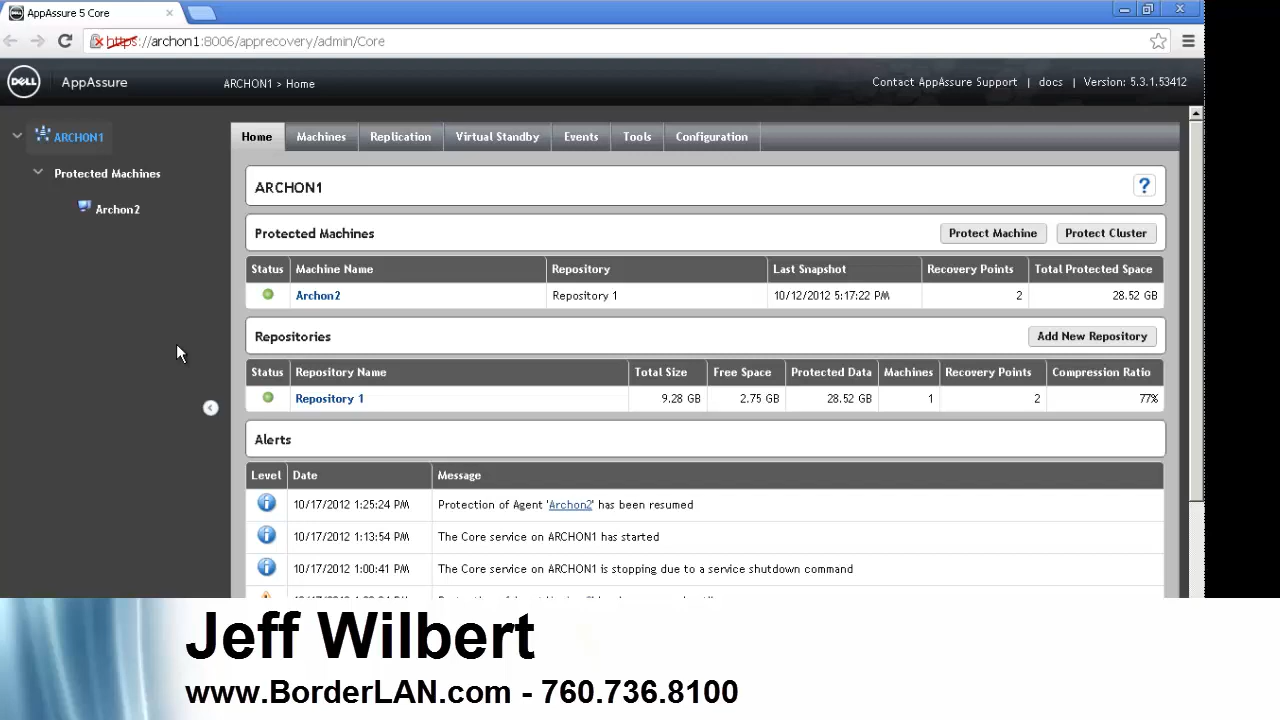 AppAssure 5 Core
https://archon1:8006/apprecovery/admin/Core
DELL
AppAssure
ARCHON1 > Home
Contact AppAssure Support | docs | Version: 5.3.1.53412
ARCHON1
Protected Machines
Archon2
Home Machines Replication Virtual Standby Events Tools Configuration
ARCHON1 ?
Protected Machines Protect Machine Protect Cluster
Status Machine Name Repository Last Snapshot Recovery Points Total Protected Space
Archon2 Repository 1 10/12/2012 5:17:22 PM 2 28.52 GB
Repositories Add New Repository
Status Repository Name Total Size Free Space Protected Data Machines Recovery Points Compression Ratio
Repository 1 9.28 GB 2.75 GB 28.52 GB 1 2 77%
Alerts
Level Date Message
10/17/2012 1:25:24 PM Protection of Agent 'Archon2' has been resumed
10/17/2012 1:13:54 PM The Core service on ARCHON1 has started
10/17/2012 1:00:41 PM The Core service on ARCHON1 is stopping due to a service shutdown command
Jeff Wilbert
www.BorderLAN.com - 760.736.8100